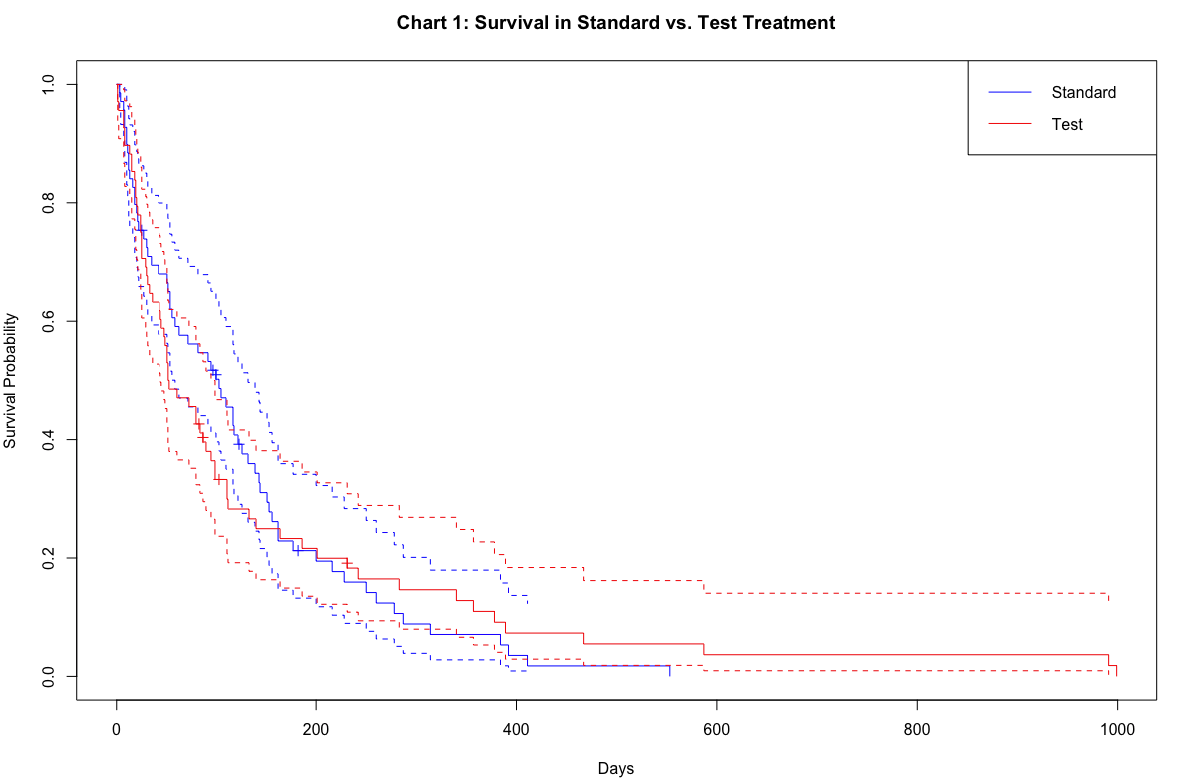 Chart 1: Survival in Standard vs. Test Treatment
Standard
Test
Survival Probability
1.0
0.8
0.6
0.4
0.2
0.0
0 200 400 600 800 1000
Days